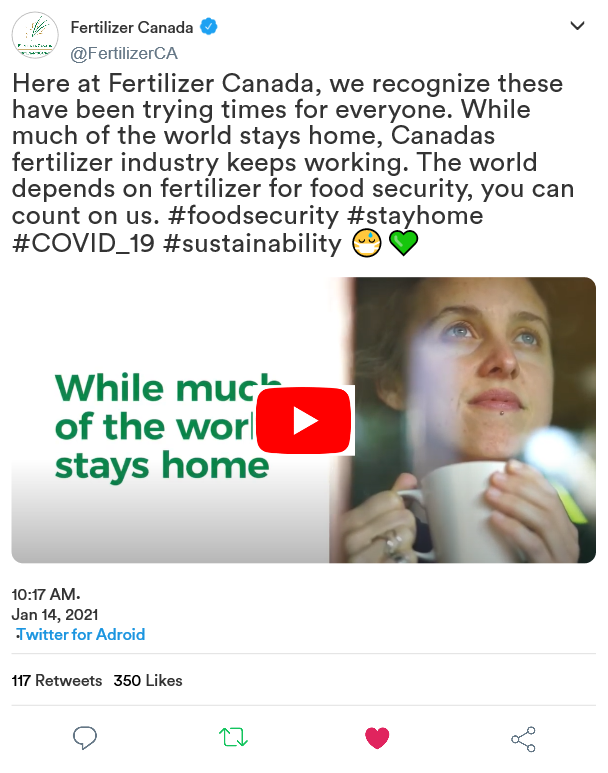 Fertilizer Canada
@FertilizerCA
Here at Fertilizer Canada, we recognize these
have been trying times for everyone. While
much of the world stays home, Canadas
fertilizer industry keeps working. The world
depends on fertilizer for food security, you can
count on us. #foodsecurity #stayhome
#COVID_19 #sustainability 😷💚
While much
of the worl
stays home
10:17 AM.
Jan 14, 2021
.Twitter for Adroid
117 Retweets 350 Likes